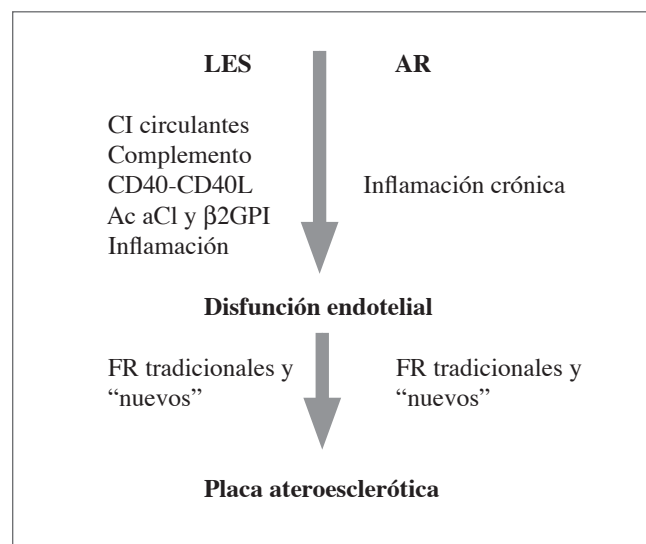 LES AR
CI circulantes
Complemento
CD40-CD40L Inflamación crónica
Ac aCl y β2GPI
Inflamación
Disfunción endotelial
FR tradicionales y FR tradicionales y
“nuevos” “nuevos”
Placa ateroesclerótica